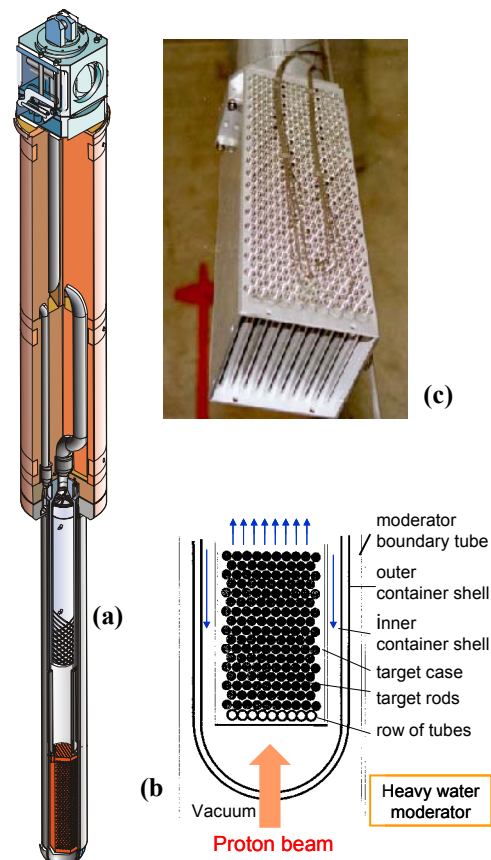 (c)
(a)
moderator
boundary tube
outer
container shell
inner
container shell
target case
target rods
row of tubes
(b)
Vacuum
Heavy water
moderator
Proton beam